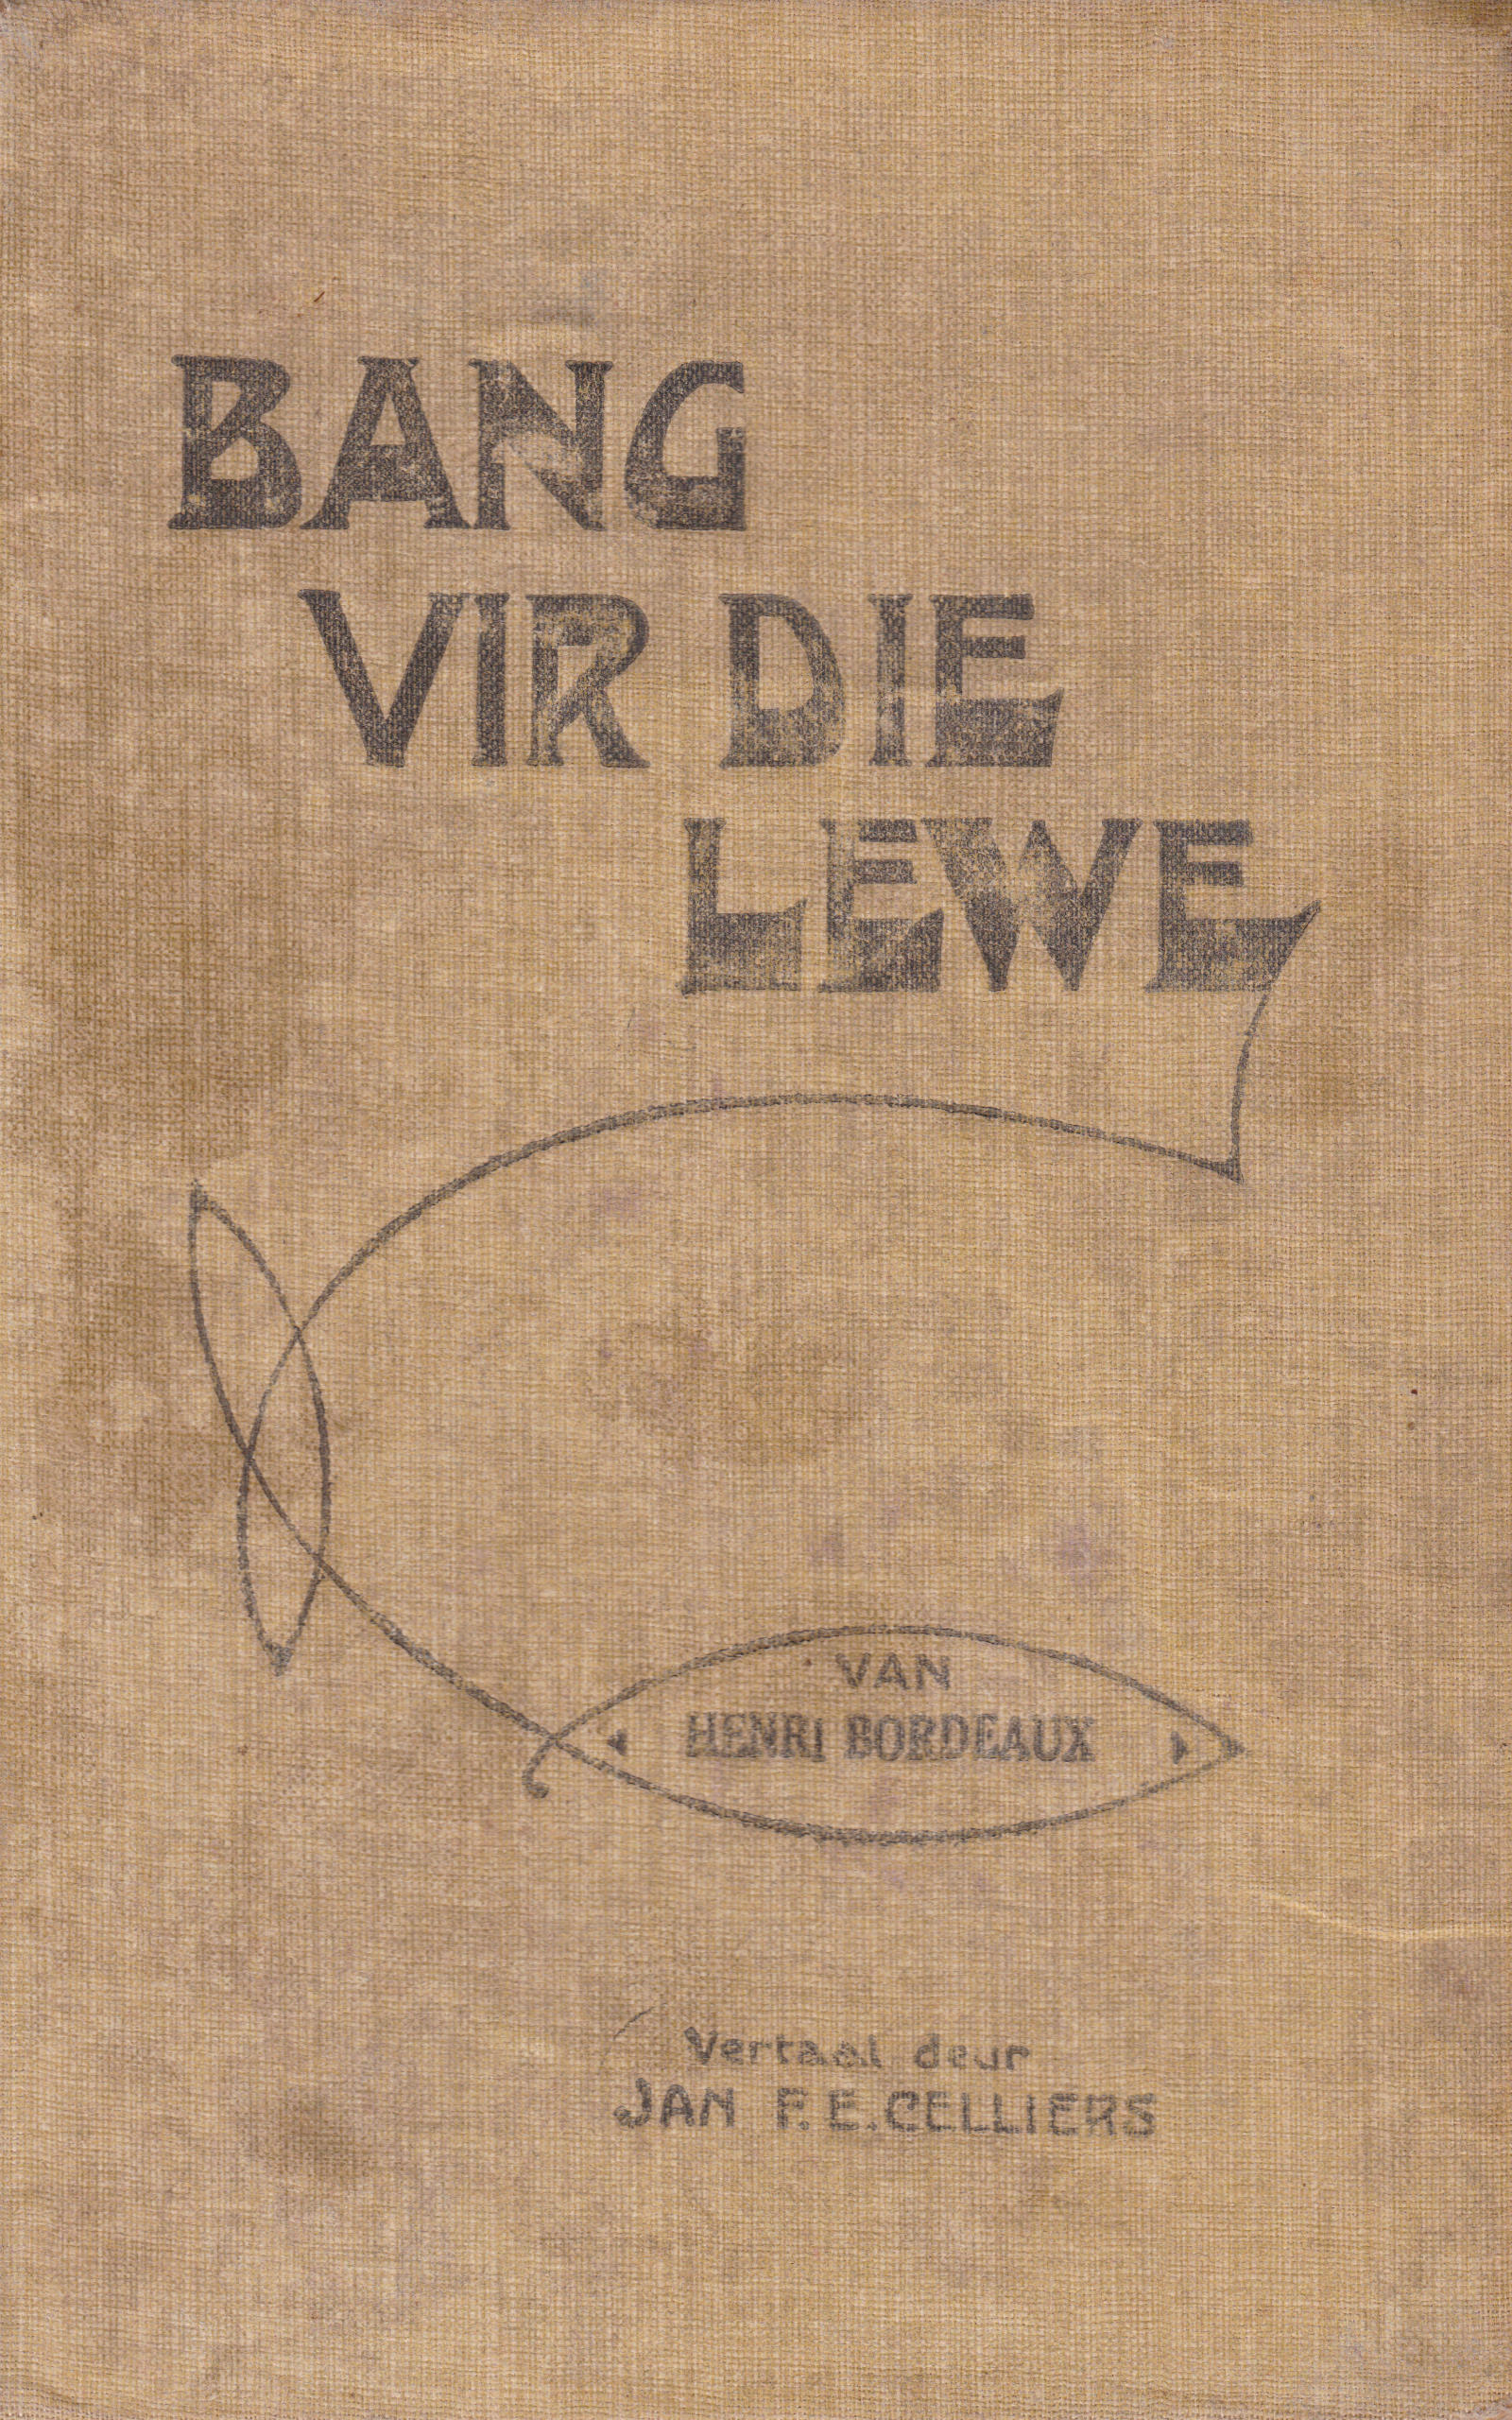 BANG
VIR DIE
LEWE
VAN
HENRI BORDEAUX
Vertaal deur
JAN F. E. CELLIERS